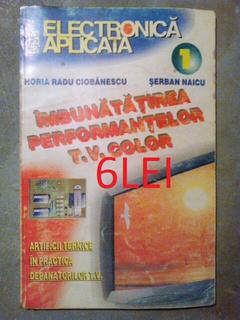 ELECTRONICĂ
APLICATĂ
1
HORIA RADU CIOBĂNESCU
ȘERBAN NAICU
ÎMBUNĂTĂȚIREA
PERFORMANȚELOR
T.V. COLOR
6LEI
ARTIFICII TEHNICE
ÎN PRACTICA
DEPANATORILOR T.V.